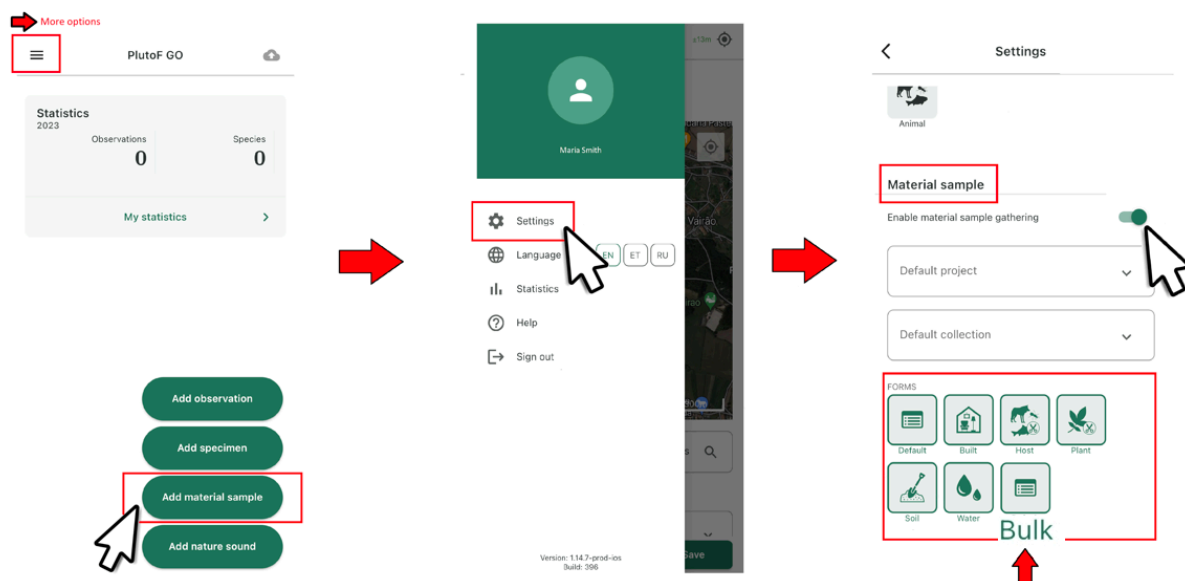 More options
PlutoF GO
Statistics
2023
Observations
Species
0
0
My statistics
Add observation
Add specimen
Add material sample
Add nature sound
±13m
Maria Smith
Vairão
Settings
Language
EN
ET
RU
Statistics
Help
Sign out
Version: 1.14.7-prod-ios
Build: 396
Save
Settings
Animal
Material sample
Enable material sample gathering
Default project
Default collection
FORMS
Default
Built
Host
Plant
Soil
Water
Bulk